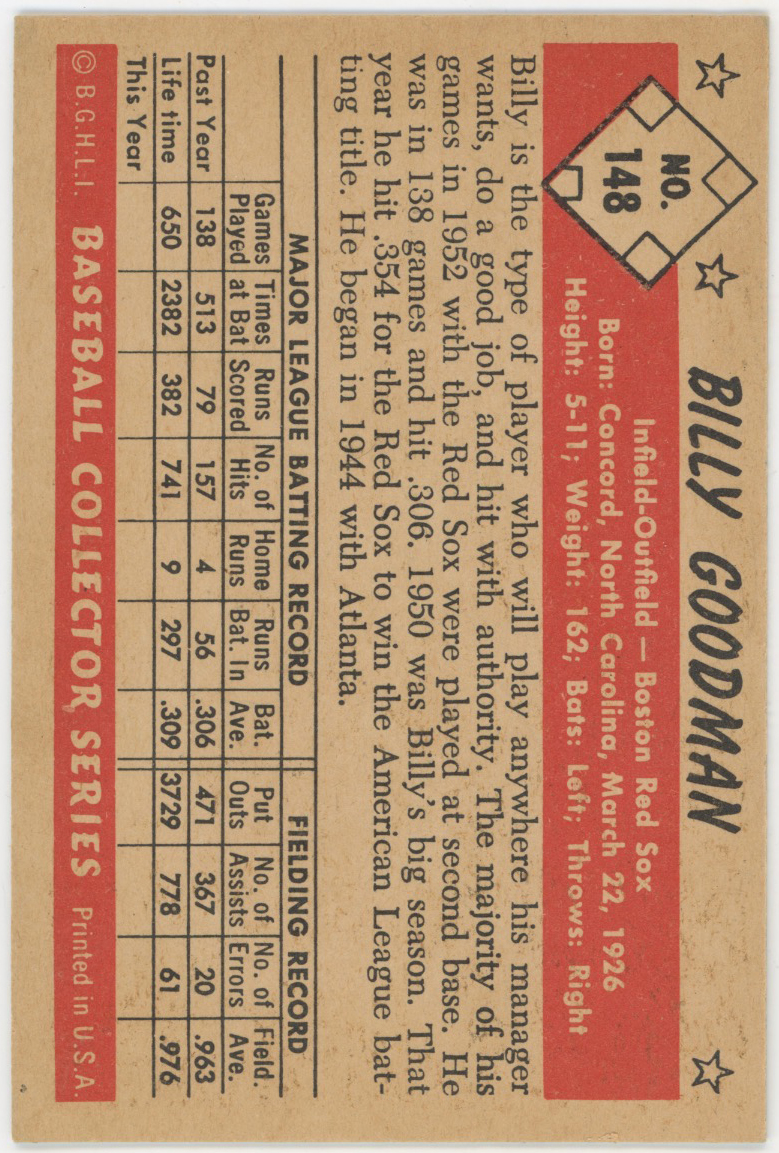 BILLY GOODMAN
NO.
148
Infield-Outfield — Boston Red Sox
Born: Concord, North Carolina, March 22, 1926
Height: 5-11; Weight: 162; Bats: Left; Throws: Right
Billy is the type of player who will play anywhere his manager
wants, do a good job, and hit with authority. The majority of his
games in 1952 with the Red Sox were played at second base. He
was in 138 games and hit .306. 1950 was Billy's big season. That
year he hit .354 for the Red Sox to win the American League bat-
ting title. He began in 1944 with Atlanta.
MAJOR LEAGUE BATTING RECORD FIELDING RECORD
Games Times Runs No. of Home Runs Bat. Put No. of No. of Field.
Played at Bat Scored Hits Runs Bat. In Ave. Outs Assists Errors Ave.
Past Year 138 513 79 157 4 56 .306 471 367 20 .963
Life time 650 2382 382 741 9 297 .309 3729 778 61 .976
This Year
© B.G.H.L.I. BASEBALL COLLECTOR SERIES Printed in U.S.A.